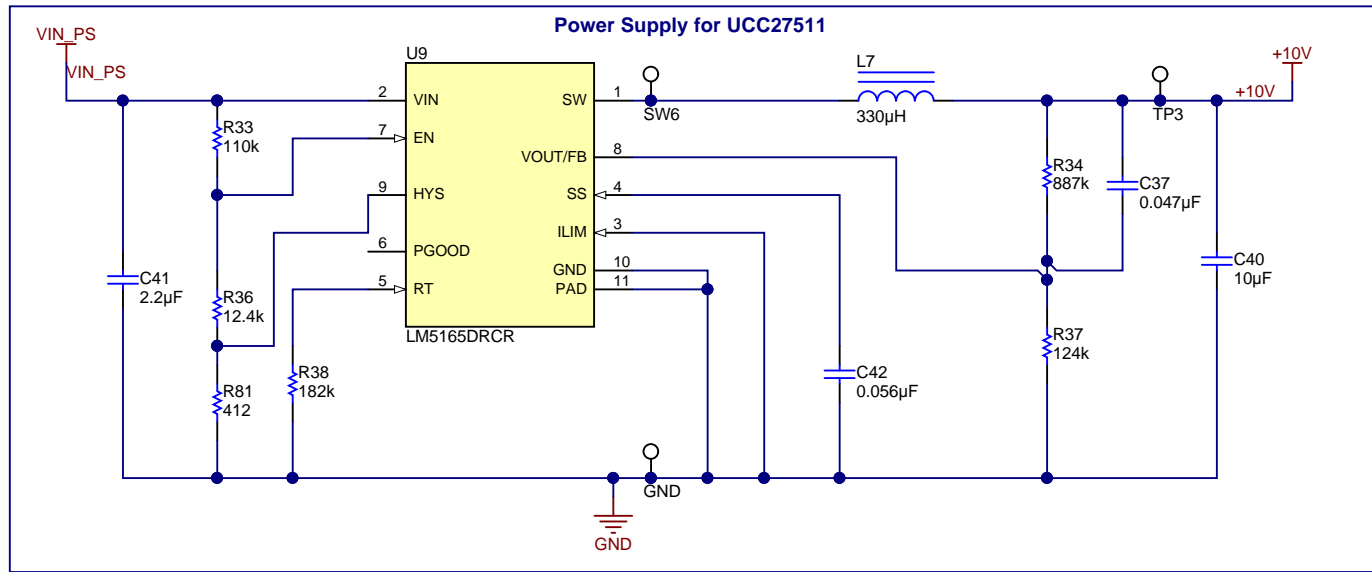 Power Supply for UCC27511
VIN_PS
VIN_PS
U9
2
VIN
SW
1
SW6
L7
330µH
+10V
+10V
TP3
R33
110k
7
EN
VOUT/FB
8
R34
887k
C37
0.047µF
9
HYS
SS
4
ILIM
3
6
PGOOD
GND
10
C40
10µF
C41
2.2µF
R36
12.4k
5
RT
PAD
11
LM5165DRCR
R37
124k
R81
412
R38
182k
C42
0.056µF
GND
GND